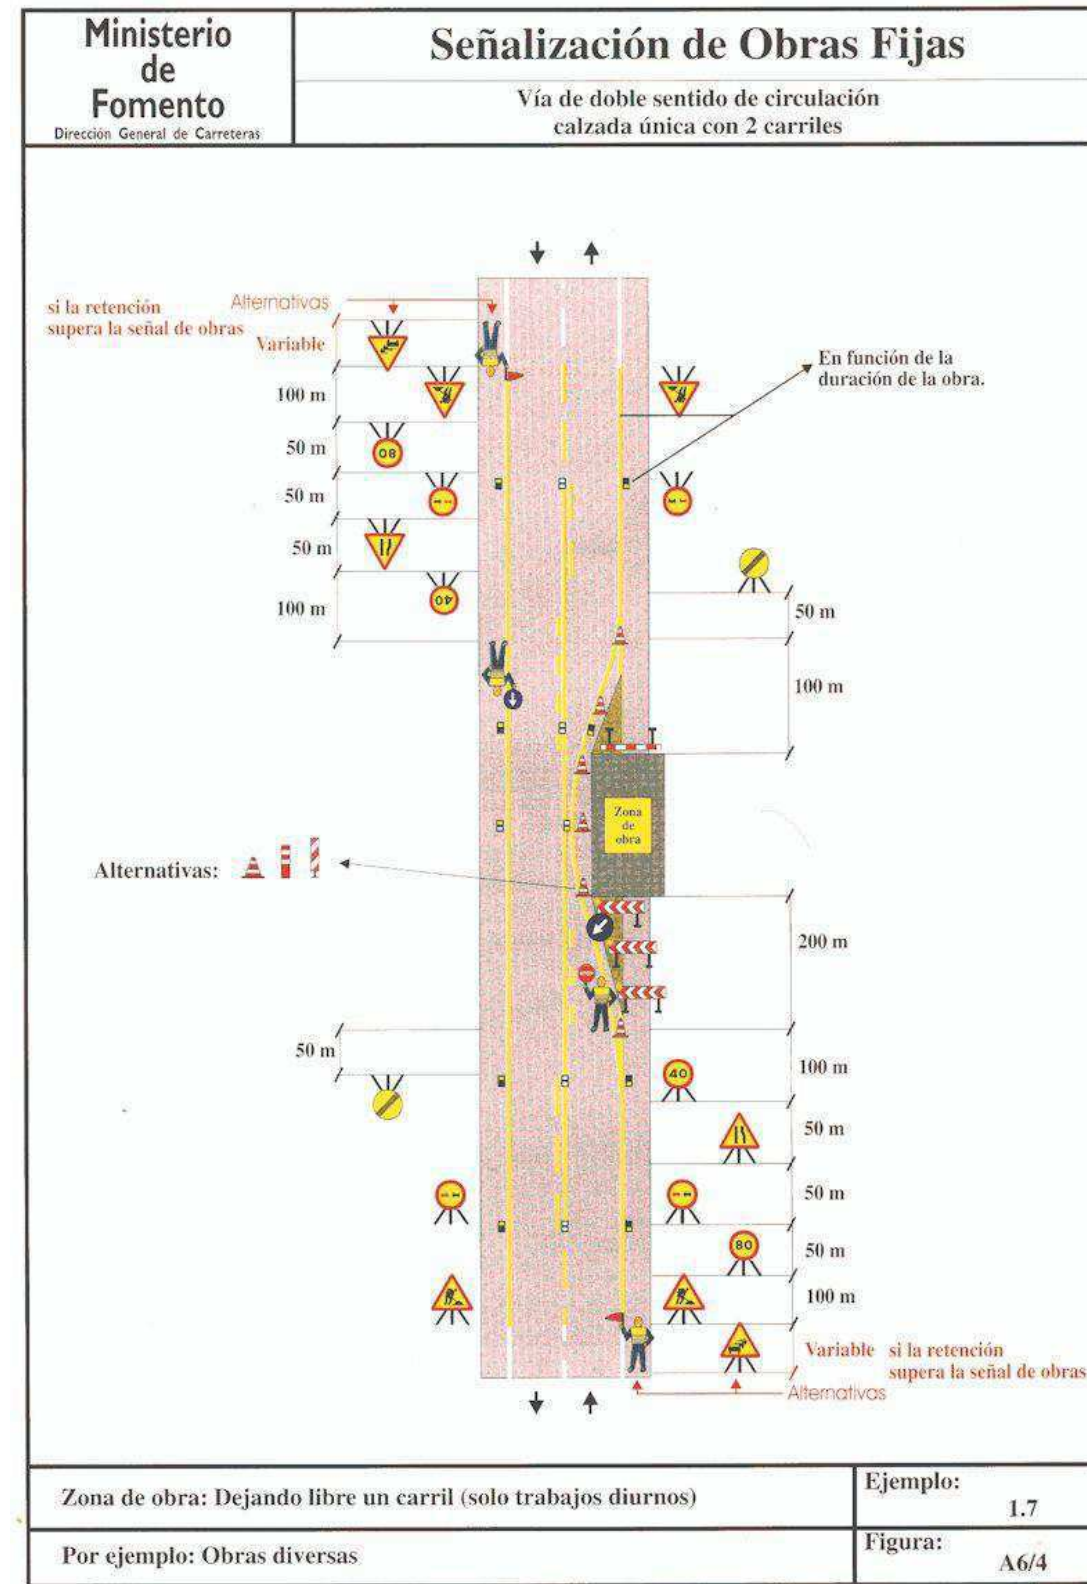 Ministerio
de
Fomento
Dirección General de Carreteras
Señalización de Obras Fijas
Vía de doble sentido de circulación
calzada única con 2 carriles
si la retención
supera la señal de obras
Alternativas
Variable
100 m
50 m
50 m
50 m
100 m
80
40
En función de la
duración de la obra.
50 m
100 m
Zona
de
obra
Alternativas:
200 m
50 m
100 m
40
50 m
50 m
80
50 m
100 m
Variable si la retención
supera la señal de obras
Alternativas
Zona de obra: Dejando libre un carril (solo trabajos diurnos)
Ejemplo:
1.7
Por ejemplo: Obras diversas
Figura:
A6/4